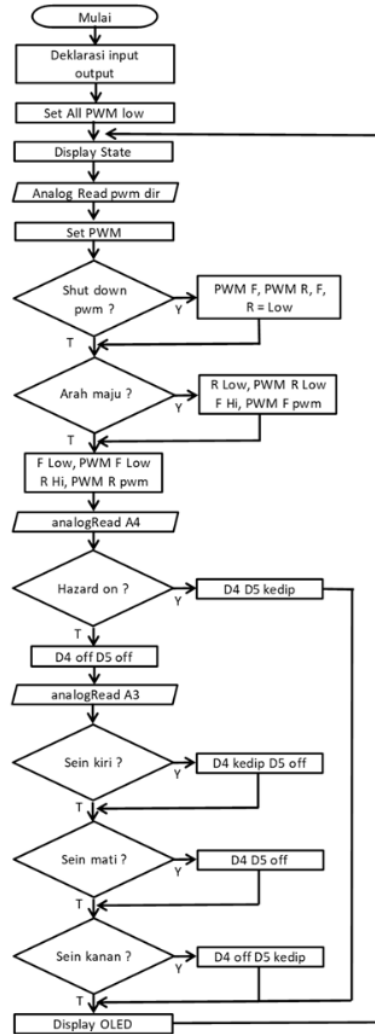 Mulai
Deklarasi input
output
Set All PWM low
Display State
Analog Read pwm dir
Set PWM
Shut down
pwm ?
Y
PWM F, PWM R, F,
R = Low
T
Arah maju ?
Y
R Low, PWM R Low
F Hi, PWM F pwm
T
F Low, PWM F Low
R Hi, PWM R pwm
analogRead A4
Hazard on ?
Y
D4 D5 kedip
T
D4 off D5 off
analogRead A3
Sein kiri ?
Y
D4 kedip D5 off
T
Sein mati ?
Y
D4 D5 off
T
Sein kanan ?
Y
D4 off D5 kedip
T
Display OLED